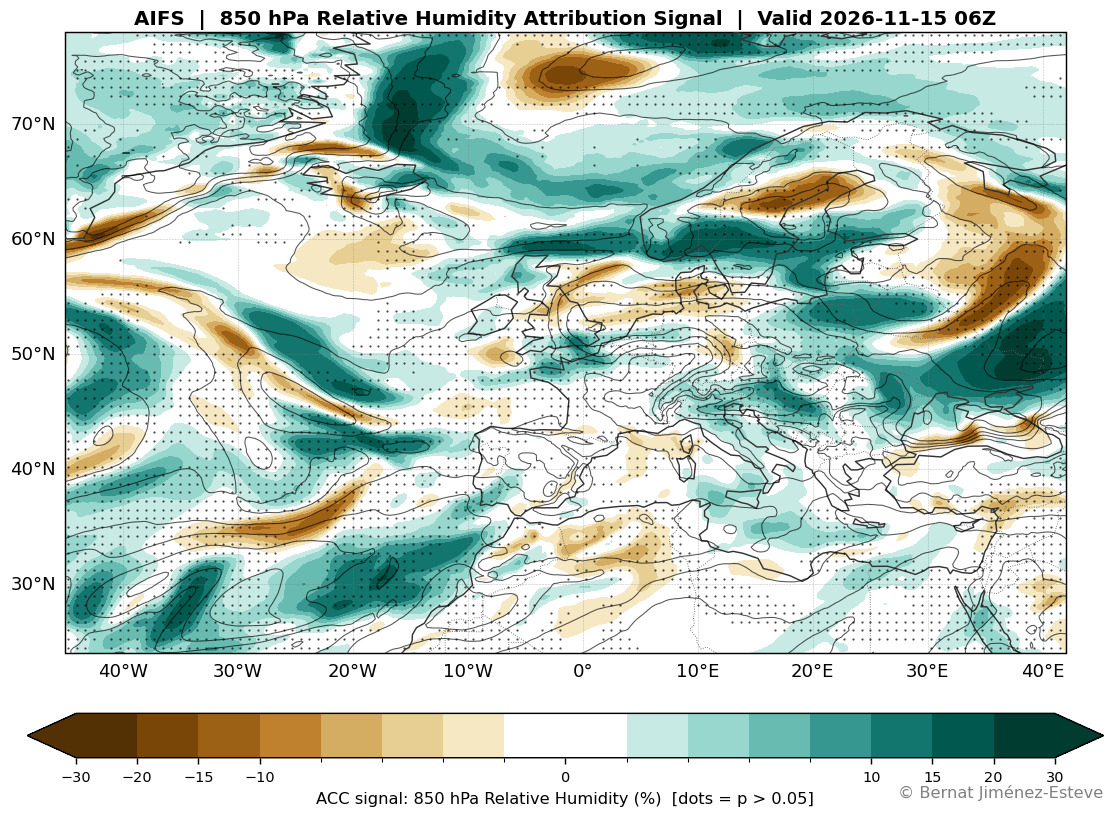 AIFS | 850 hPa Relative Humidity Attribution Signal | Valid 2026-11-15 06Z
70°N
60°N
50°N
40°N
30°N
40°W 30°W 20°W 10°W 0° 10°E 20°E 30°E 40°E
−30 −20 −15 −10 0 10 15 20 30
ACC signal: 850 hPa Relative Humidity (%) [dots = p > 0.05]
© Bernat Jiménez-Esteve